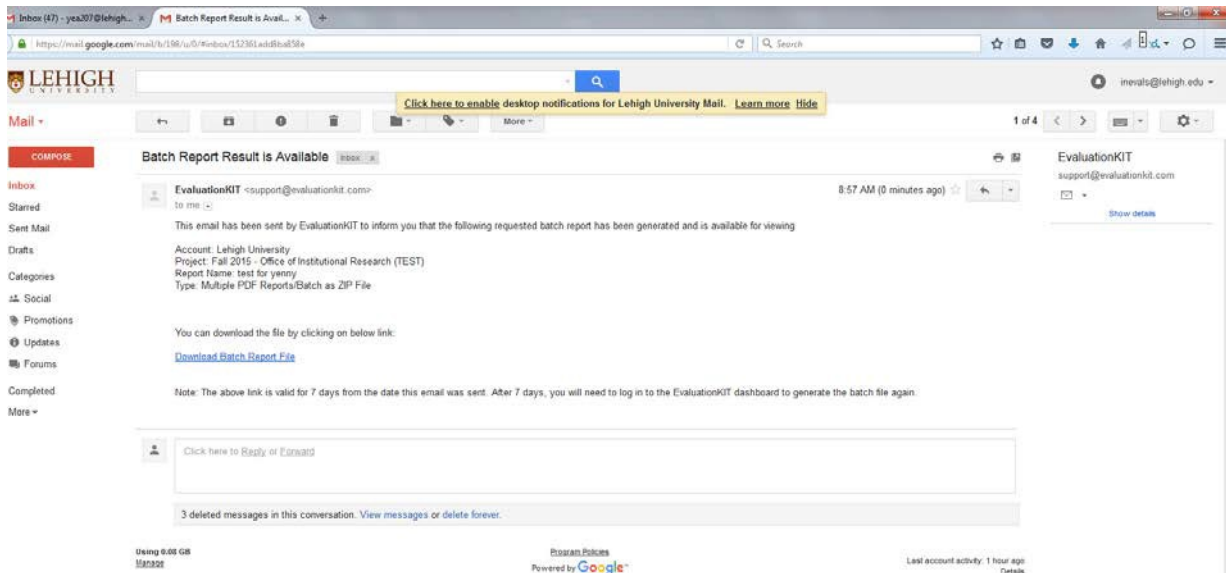 Inbox (47) - yea207@lehigh...
Batch Report Result is Avail...
https://mail.google.com/mail/b/
Search
LEHIGH
UNIVERSITY
inevals@lehigh.edu
Click here to enable desktop notifications for Lehigh University Mail. Learn more Hide
Mail
More
1 of 4
COMPOSE
Batch Report Result is Available
Inbox x
EvaluationKIT
support@evaluationkit.com
Show details
Inbox
Starred
Sent Mail
Drafts
Categories
Social
Promotions
Updates
Forums
Completed
More
EvaluationKIT <support@evaluationkit.com>
8:57 AM (0 minutes ago)
to me
This email has been sent by EvaluationKIT to inform you that the following requested batch report has been generated and is available for viewing
Account: Lehigh University
Project: Fall 2015 - Office of Institutional Research (TEST)
Report Name: test for yenny
Type: Multiple PDF Reports/Batch as ZIP File
You can download the file by clicking on below link:
Download Batch Report File
Note: The above link is valid for 7 days from the date this email was sent. After 7 days, you will need to log in to the EvaluationKIT dashboard to generate the batch file again.
Click here to Reply or Forward
3 deleted messages in this conversation. View messages or delete forever.
Using 0.08 GB
Manage
Program Policies
Powered by Google™
Last account activity: 1 hour ago
Details